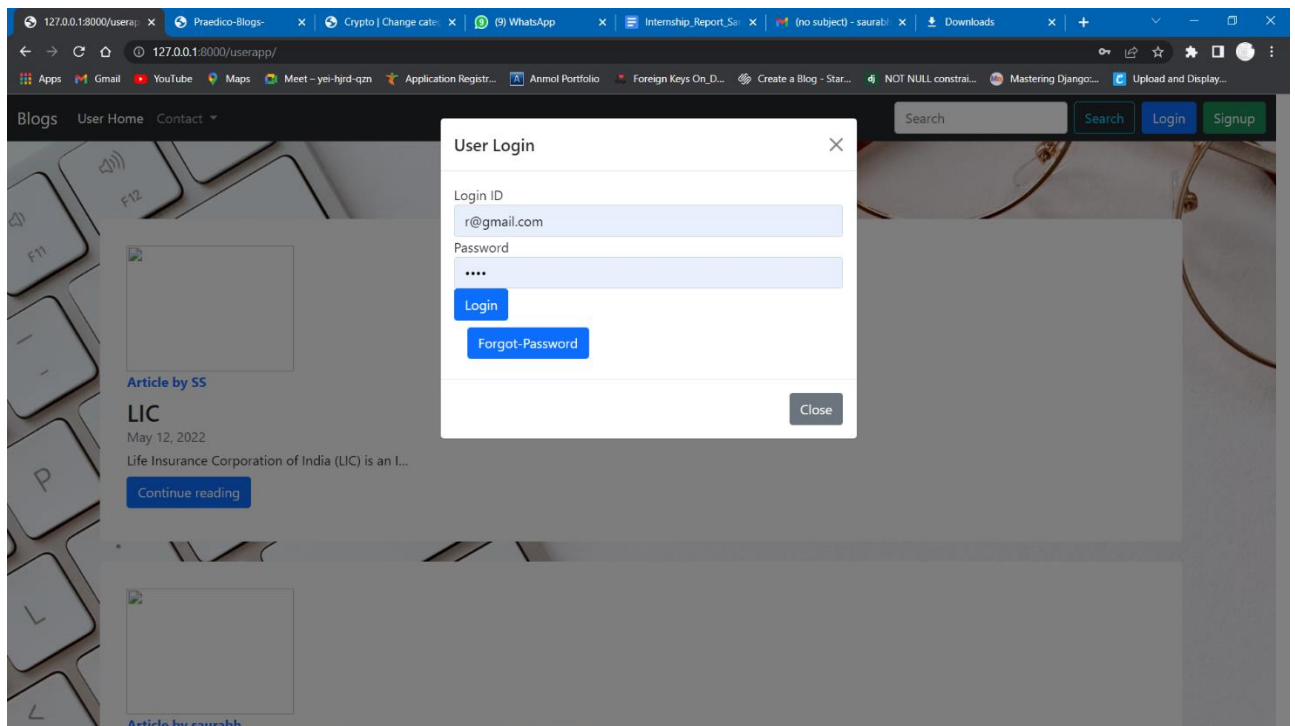 127.0.0.1:8000/userap Praedico-Blogs- Crypto | Change cate (9) WhatsApp Internship_Report_Sa (no subject) - saurab Downloads
127.0.0.1:8000/userapp/
Apps Gmail YouTube Maps Meet – yei-hjrd-qzn Application Registr... Anmol Portfolio Foreign Keys On_D... Create a Blog - Star... NOT NULL constrai... Mastering Django:... Upload and Display...
Blogs User Home Contact Search Search Login Signup
User Login
Login ID
r@gmail.com
Password
••••
Login
Forgot-Password
Close
F12
F11
P
L
Article by SS
LIC
May 12, 2022
Life Insurance Corporation of India (LIC) is an I...
Continue reading
Article by saurabh